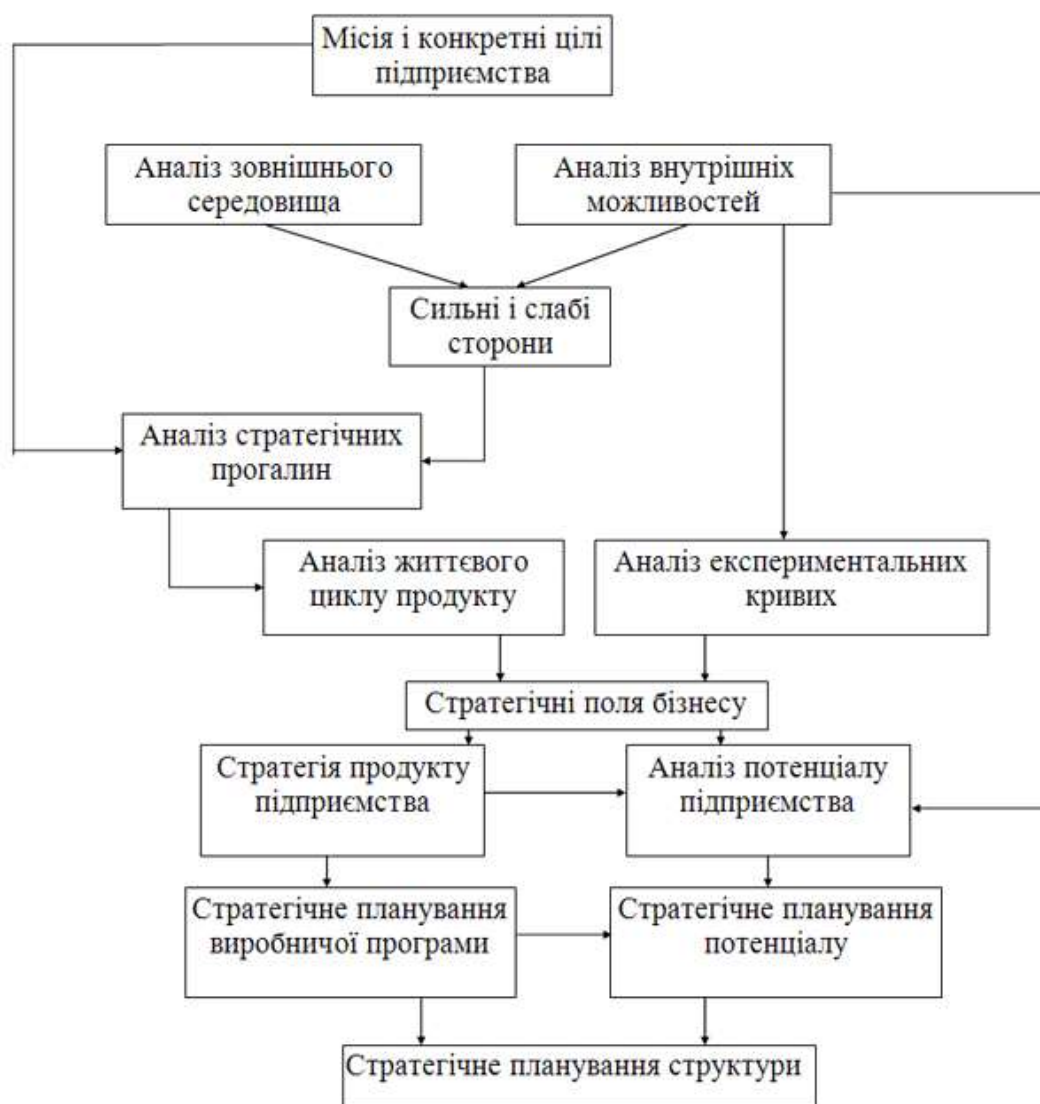 Місія і конкретні цілі
підприємства
Аналіз зовнішнього
середовища
Аналіз внутрішніх
можливостей
Сильні і слабі
сторони
Аналіз стратегічних
прогалин
Аналіз життєвого
циклу продукту
Аналіз експериментальних
кривих
Стратегічні поля бізнесу
Стратегія продукту
підприємства
Аналіз потенціалу
підприємства
Стратегічне планування
виробничої програми
Стратегічне планування
потенціалу
Стратегічне планування структури